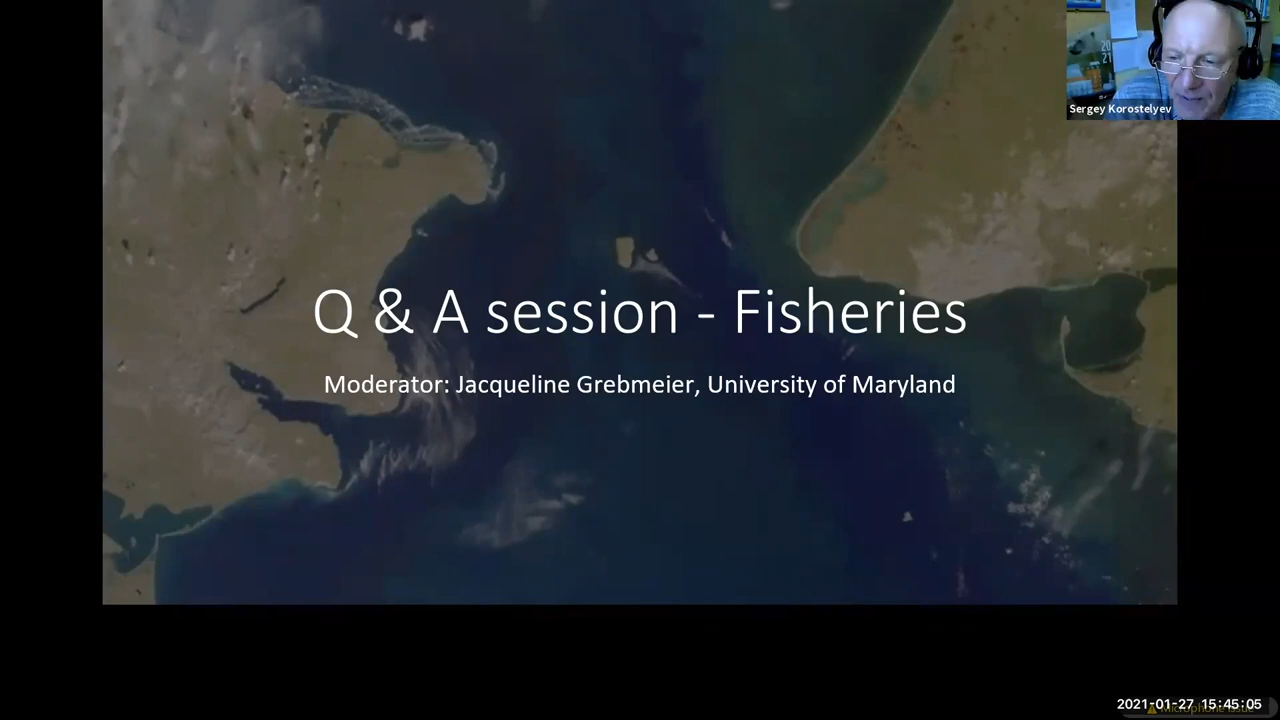 Sergey Korostelyev
Q & A session - Fisheries
Moderator: Jacqueline Grebmeier, University of Maryland
2021-01-27 15:45:05